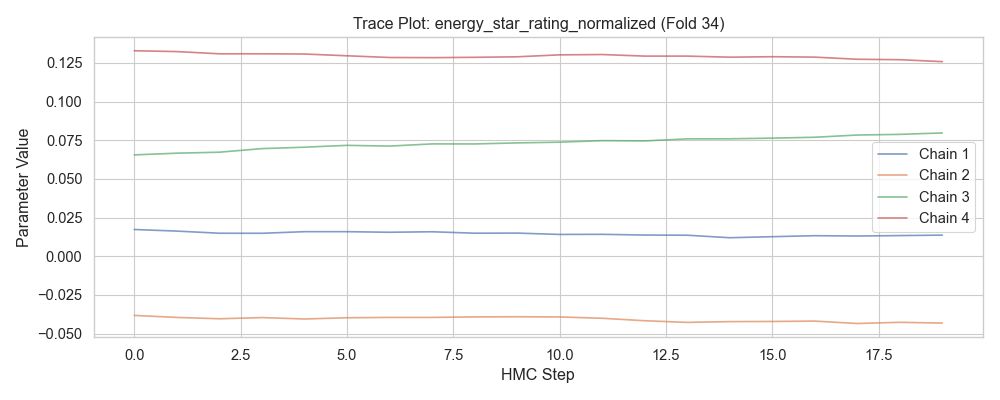 Trace Plot: energy_star_rating_normalized (Fold 34)
Parameter Value
0.125
0.100
0.075
0.050
0.025
0.000
−0.025
−0.050
Chain 1
Chain 2
Chain 3
Chain 4
0.0 2.5 5.0 7.5 10.0 12.5 15.0 17.5
HMC Step